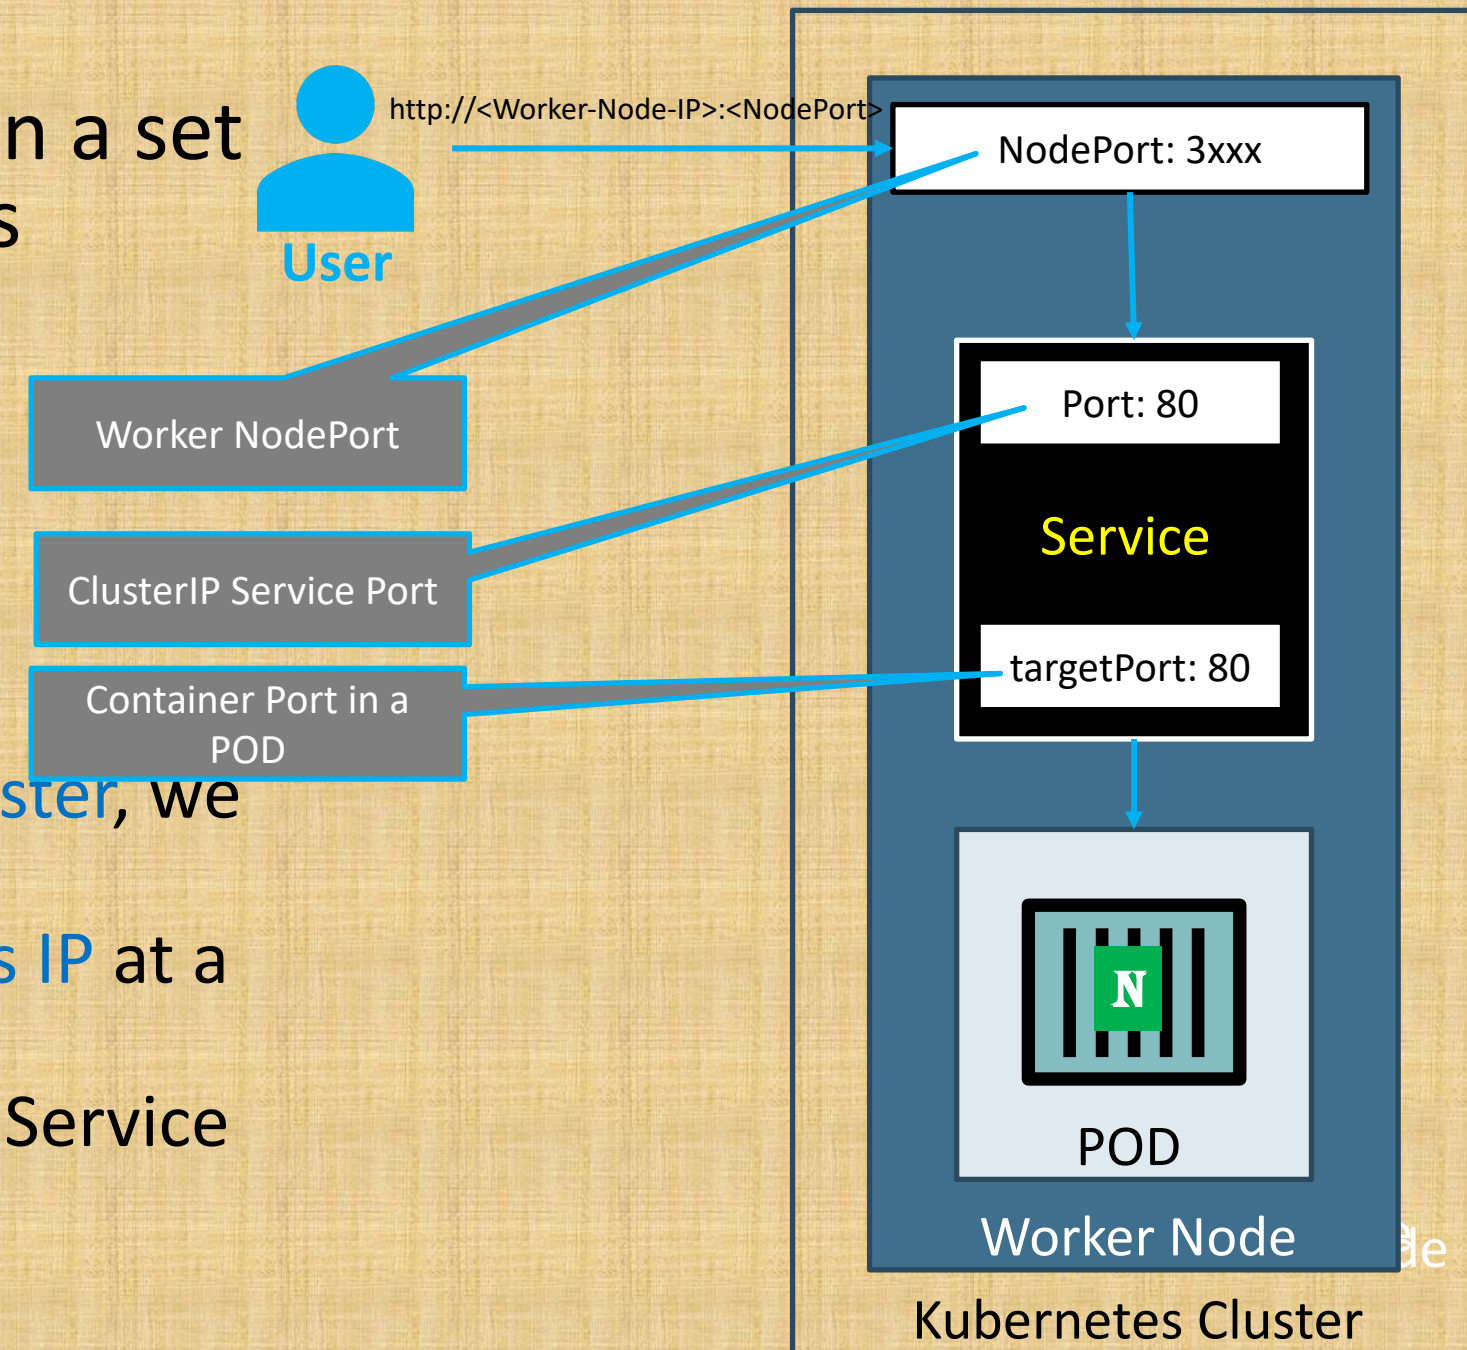 n a set
s
User
http://<Worker-Node-IP>:<NodePort>
NodePort: 3xxx
Worker NodePort
Port: 80
ClusterIP Service Port
Service
Container Port in a
POD
targetPort: 80
ster, we
s IP at a
N
Service
POD
Worker Node
de
Kubernetes Cluster